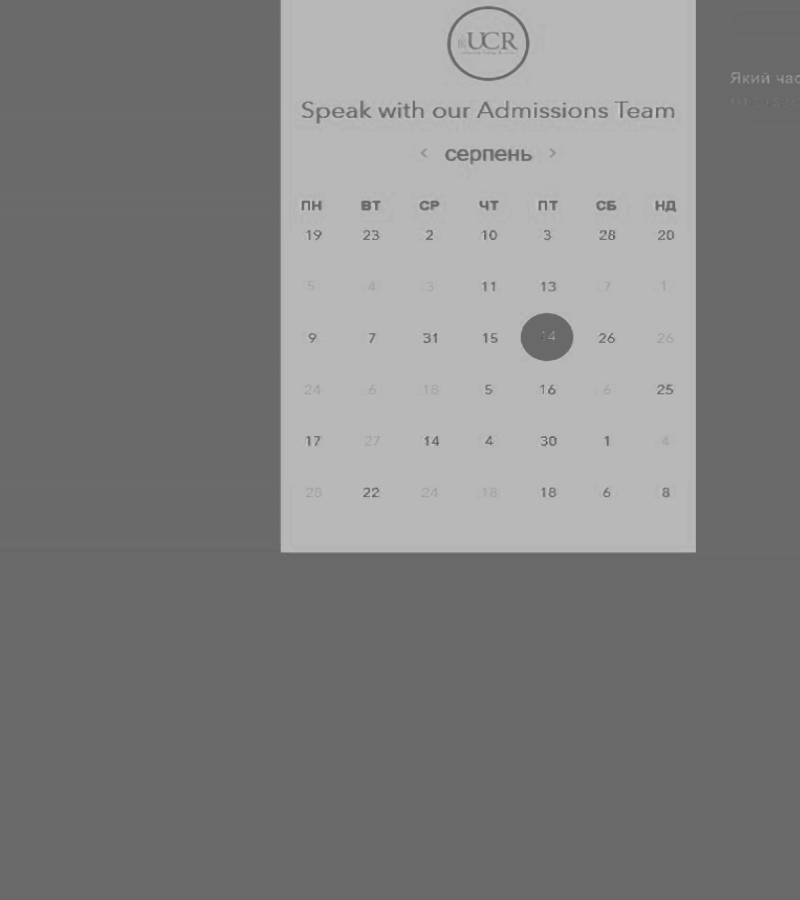 UCR
Speak with our Admissions Team
‹ серпень ›
ПН ВТ СР ЧТ ПТ СБ НД
19 23 2 10 3 28 20
5 4 3 11 13 7 1
9 7 31 15 14 26 26
24 6 18 5 16 6 25
17 27 14 4 30 1 4
22 24 18 18 6 8
Який час